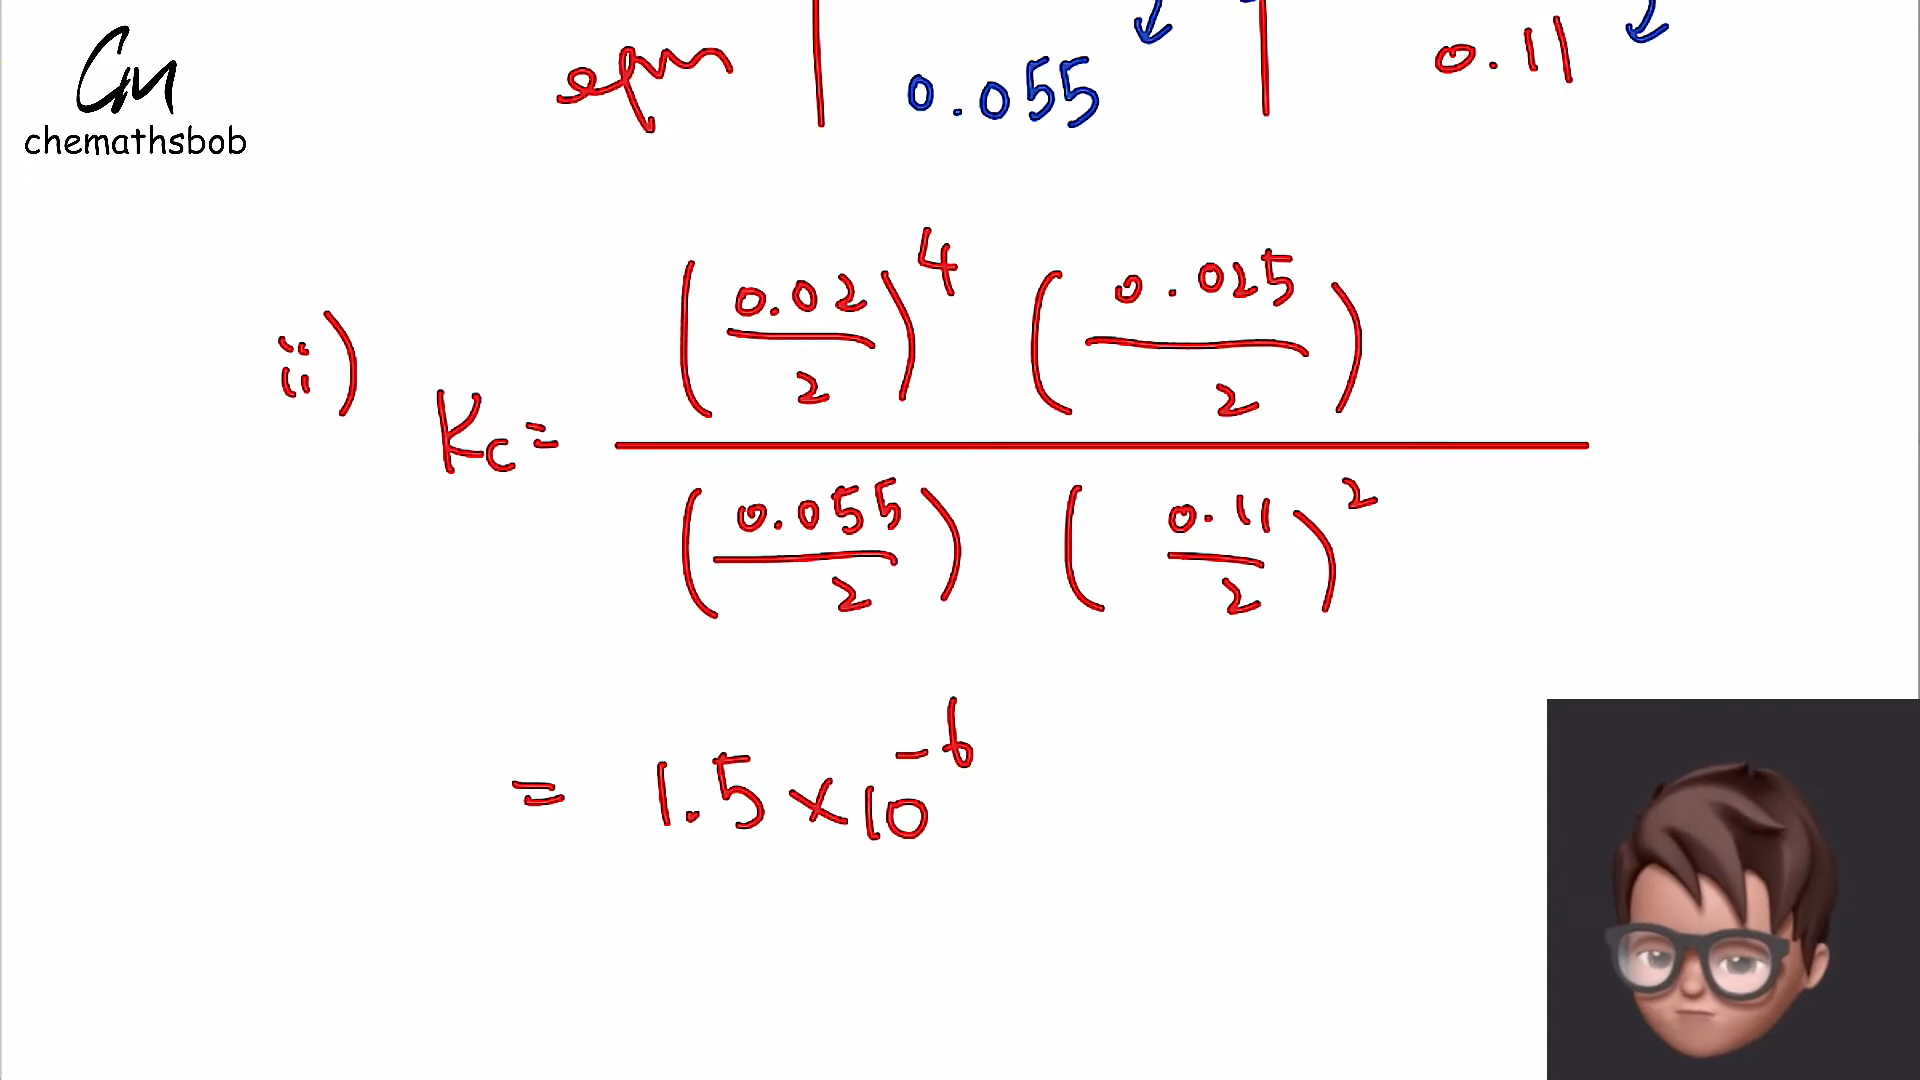 Cm
chemathsbob
eqm | 0.055 | 0.11
ii) Kc = (0.02/2)^4 (0.025/2) / (0.055/2) (0.11/2)^2
= 1.5 × 10^-6